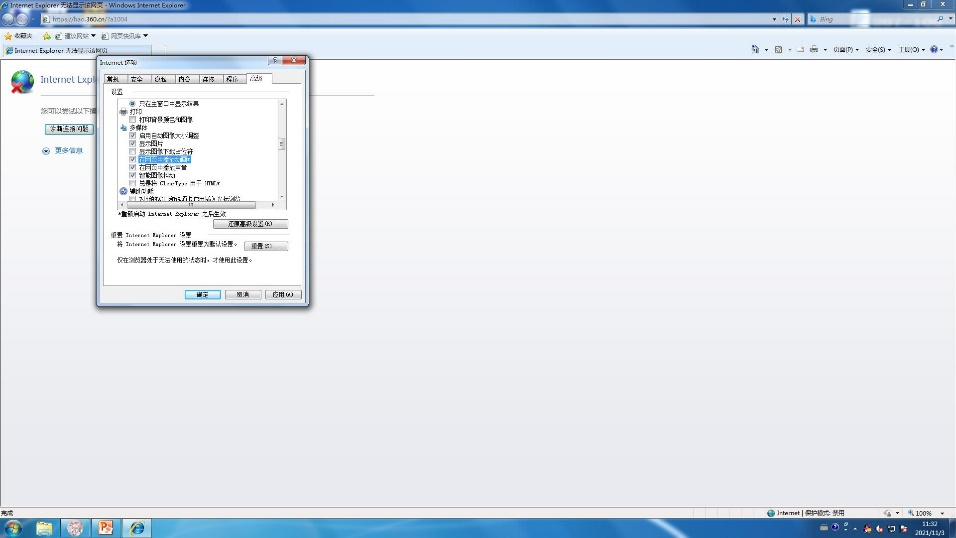 Internet Explorer 无法显示该网页 - Windows Internet Explorer
https://hao.360.cn/?a1004
Bing
收藏夹
建议网站
网页快讯库
Internet Explorer 无法显示该网页
页面(P)
安全(S)
工具(O)
Internet Expl
您可以尝试以下
诊断连接问题
更多信息
Internet 选项
常规 安全 隐私 内容 连接 程序 高级
设置
只在主窗口中显示结果
打印
打印背景颜色和图像
多媒体
启用自动图像大小调整
显示图片
显示图像下载占位符
在网页中播放动画*
在网页中播放声音
智能图像抖动
始终将 ClearType 用于 HTML*
辅助功能
*重新启动 Internet Explorer 之后生效
还原高级设置(R)
重置 Internet Explorer 设置
将 Internet Explorer 设置重置为默认设置。
重置(S)
仅在浏览器处于无法使用的状态时，才使用此设置。
确定 取消 应用(A)
完成
Internet | 保护模式: 禁用
100%
11:32
2021/11/3